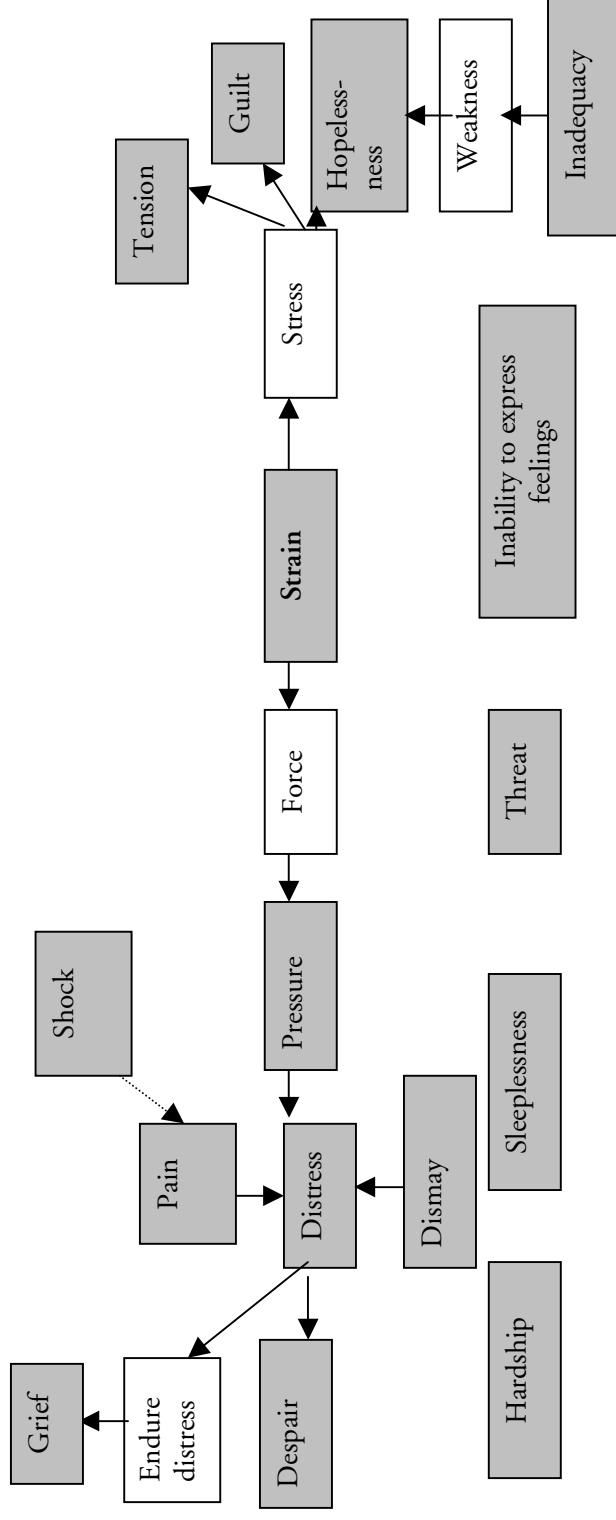 Grief
Shock
Endure
distress
Pain
Tension
Guilt
Despair
Distress
Pressure
Force
Strain
Stress
Hopeless-
ness
Dismay
Weakness
Hardship
Sleeplessness
Threat
Inability to express
feelings
Inadequacy